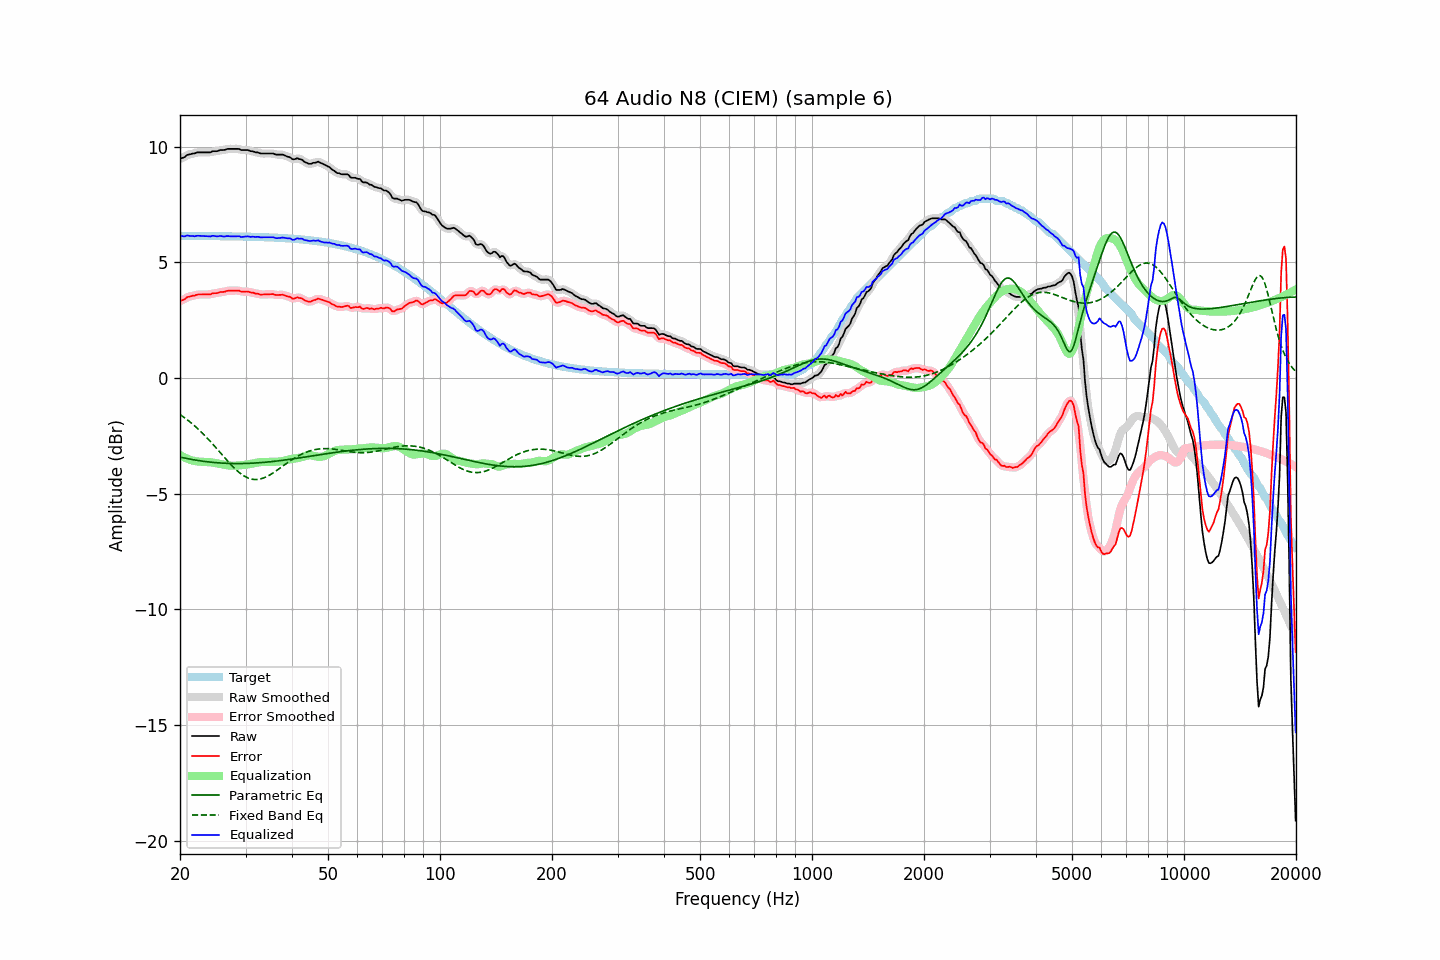 64 Audio N8 (CIEM) (sample 6)
10
5
0
−5
−10
−15
−20
Amplitude (dBr)
Target
Raw Smoothed
Error Smoothed
Raw
Error
Equalization
Parametric Eq
Fixed Band Eq
Equalized
20 50 100 200 500 1000 2000 5000 10000 20000
Frequency (Hz)